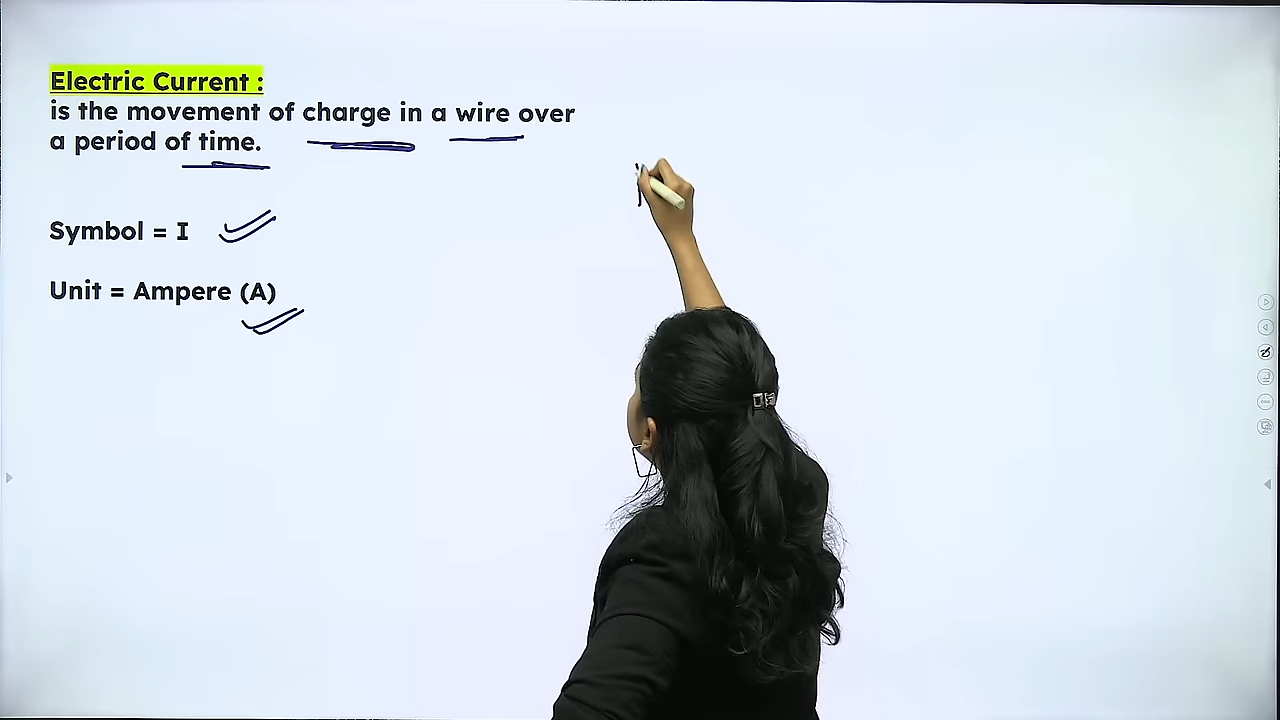 Electric Current :
is the movement of charge in a wire over
a period of time.
Symbol = I
Unit = Ampere (A)